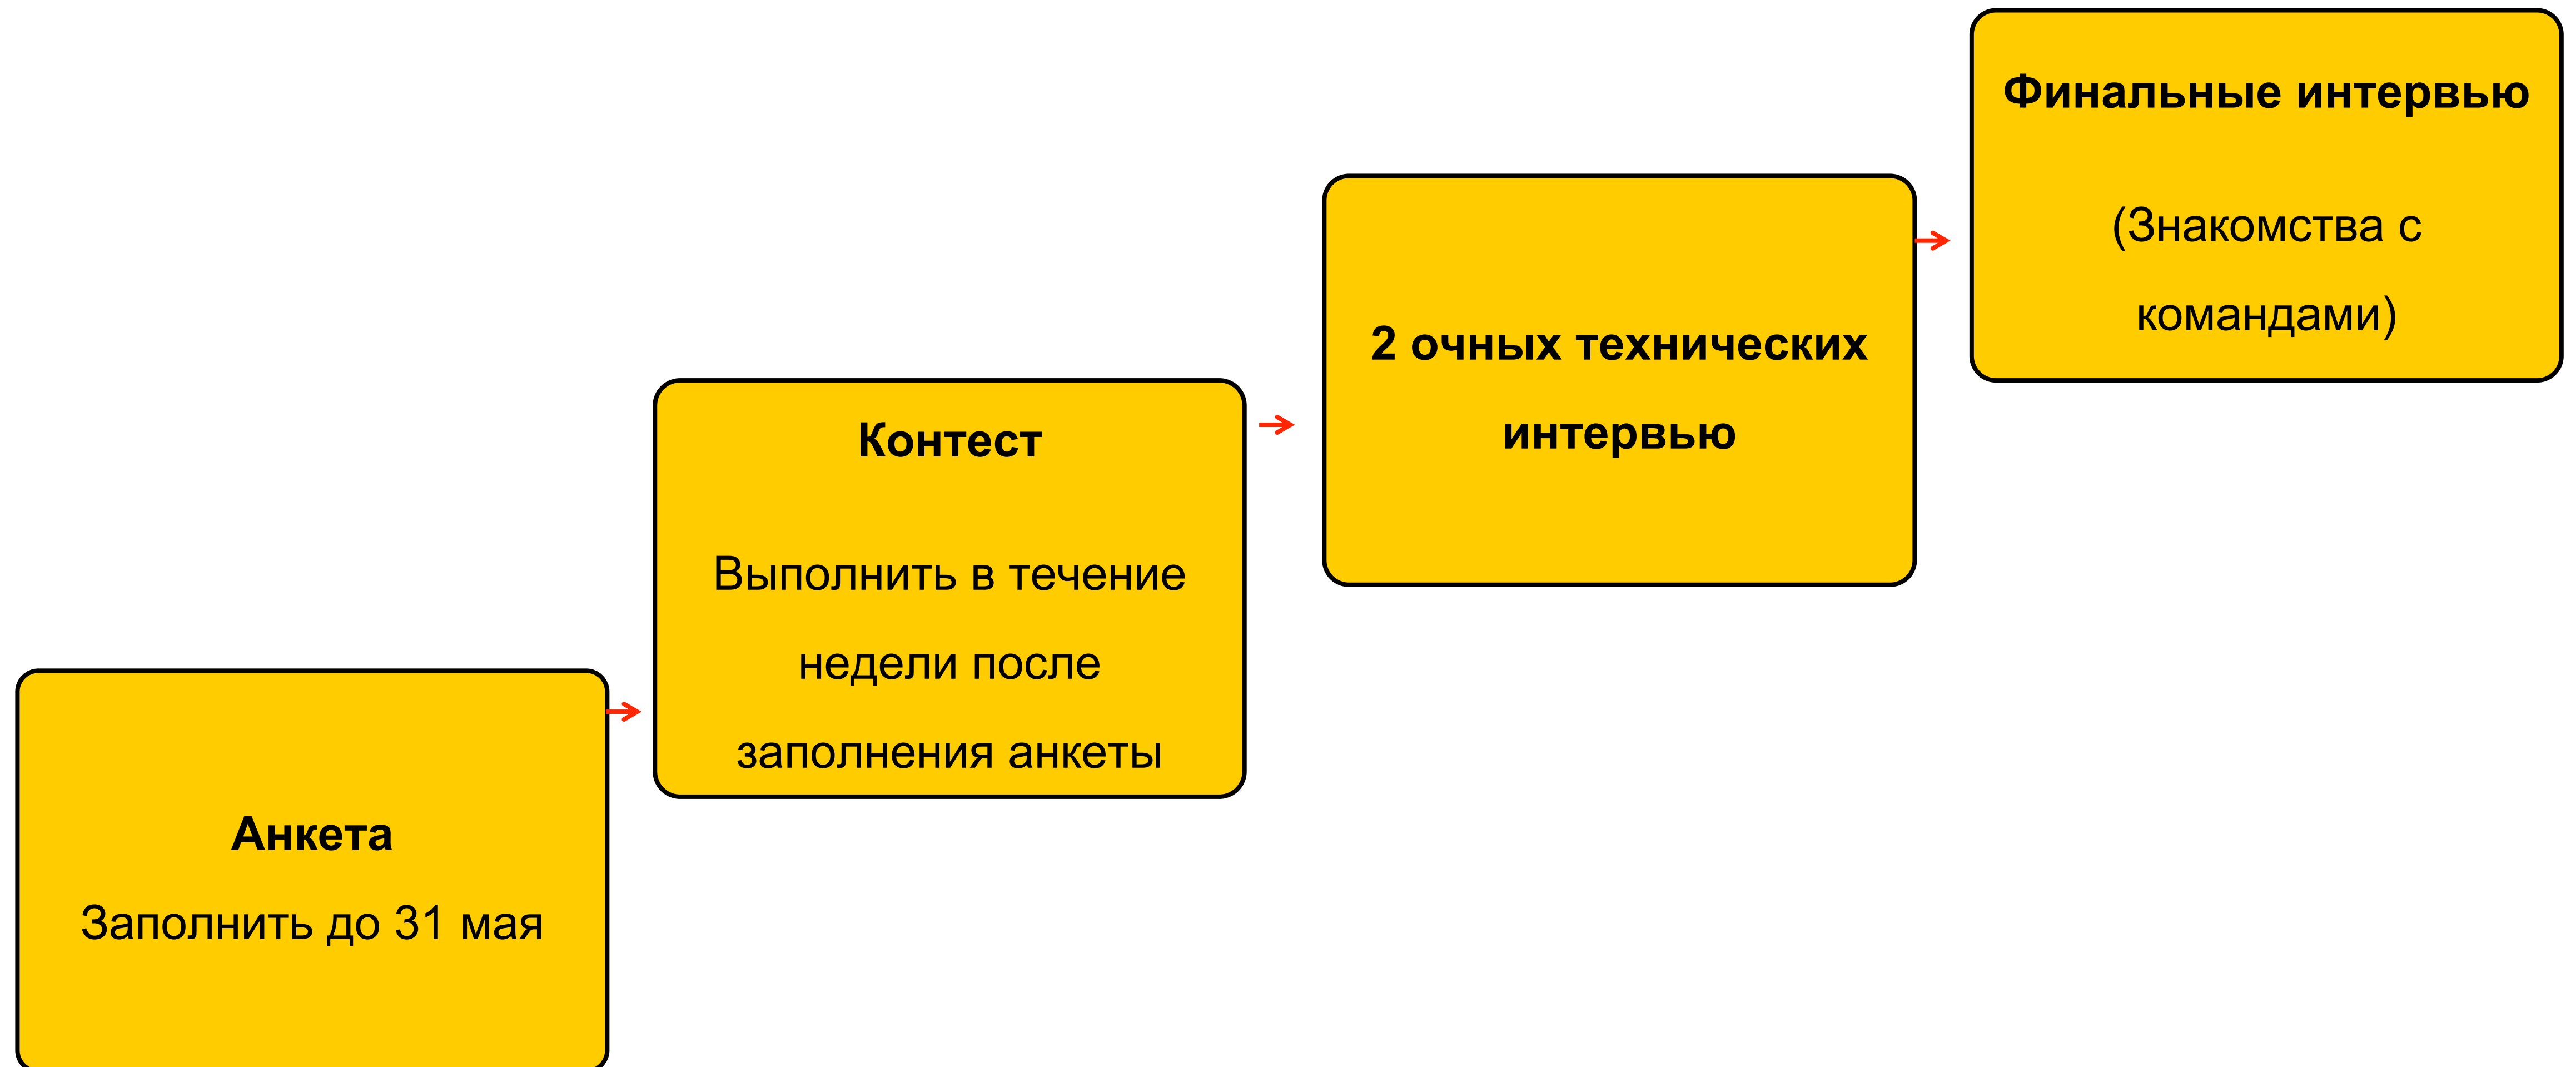 Анкета
Заполнить до 31 мая
Контест
Выполнить в течение
недели после
заполнения анкеты
2 очных технических
интервью
Финальные интервью
(Знакомства с
командами)